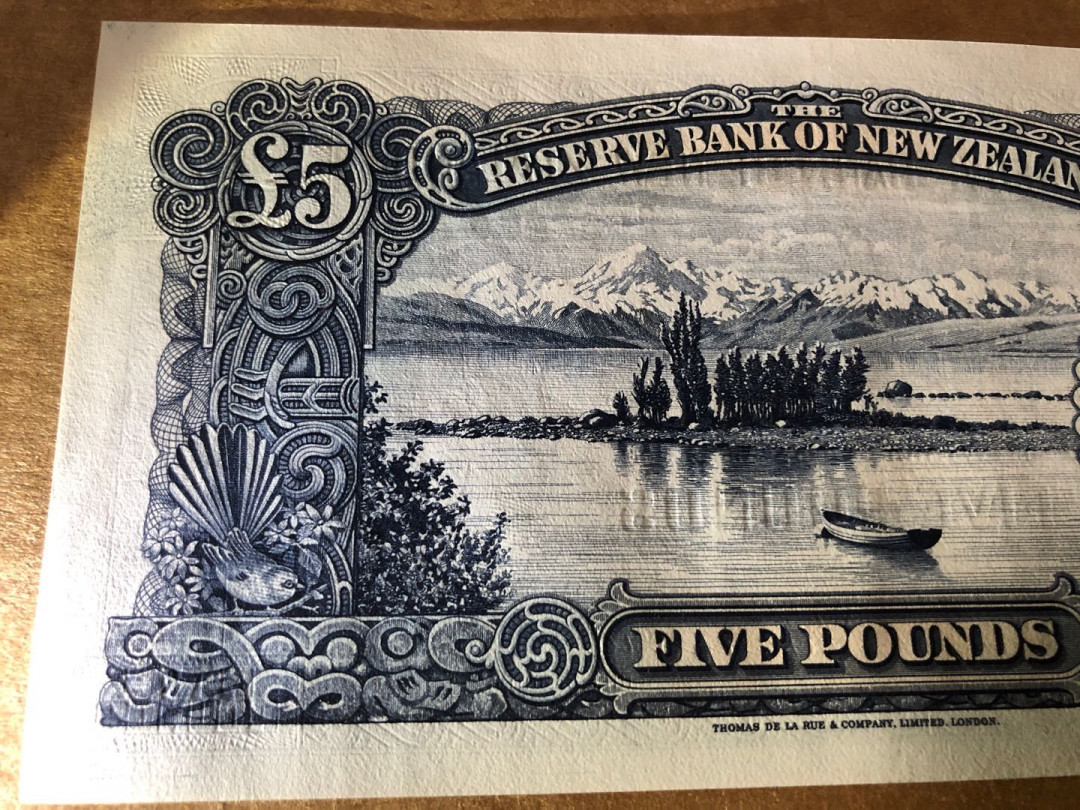 £5
THE
RESERVE BANK OF NEW ZEALAN
FIVE POUNDS
THOMAS DE LA RUE & COMPANY, LIMITED. LONDON.